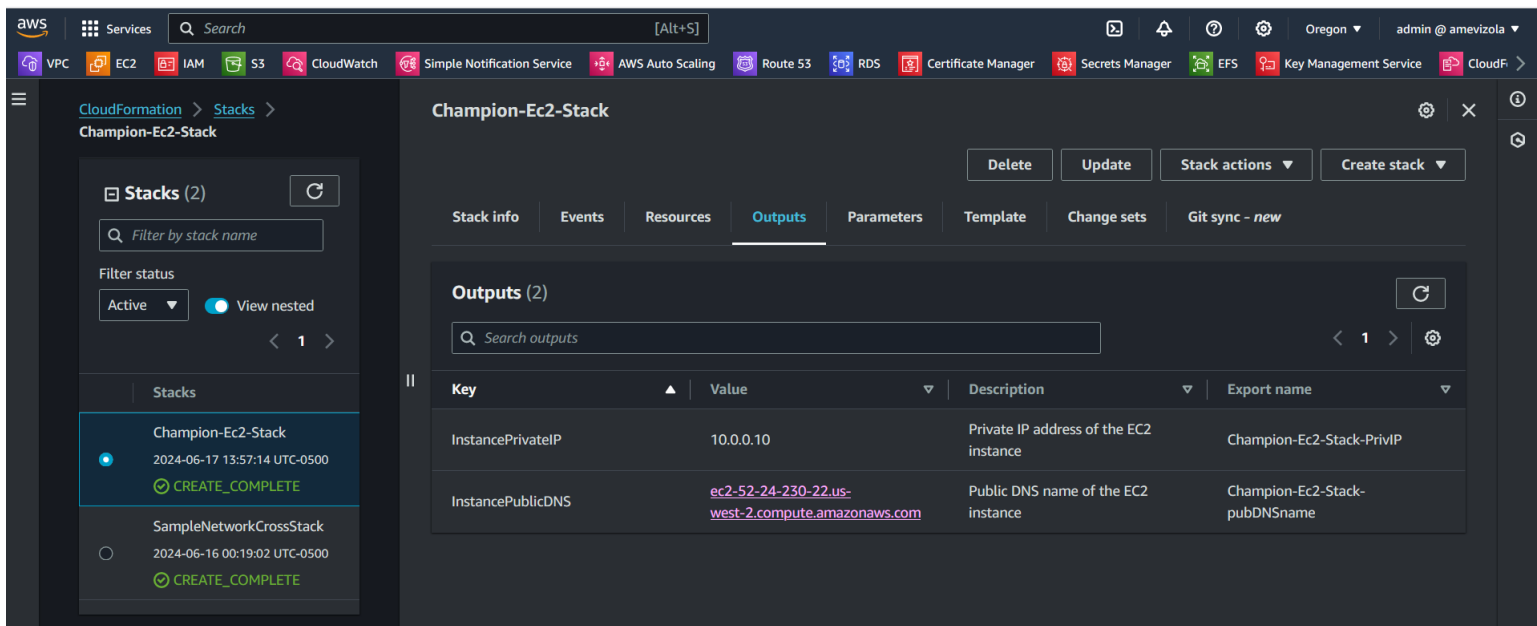 aws
Services
Search
[Alt+S]
Oregon
admin @ amevizola
VPC
EC2
IAM
S3
CloudWatch
Simple Notification Service
AWS Auto Scaling
Route 53
RDS
Certificate Manager
Secrets Manager
EFS
Key Management Service
CloudF
CloudFormation
Stacks
Champion-Ec2-Stack
Stacks (2)
Filter by stack name
Filter status
Active
View nested
1
Stacks
Champion-Ec2-Stack
2024-06-17 13:57:14 UTC-0500
CREATE_COMPLETE
SampleNetworkCrossStack
2024-06-16 00:19:02 UTC-0500
CREATE_COMPLETE
Champion-Ec2-Stack
Delete
Update
Stack actions
Create stack
Stack info
Events
Resources
Outputs
Parameters
Template
Change sets
Git sync - new
Outputs (2)
Search outputs
1
Key
Value
Description
Export name
InstancePrivateIP
10.0.0.10
Private IP address of the EC2
instance
Champion-Ec2-Stack-PrivIP
InstancePublicDNS
ec2-52-24-230-22.us-
west-2.compute.amazonaws.com
Public DNS name of the EC2
instance
Champion-Ec2-Stack-
pubDNSname